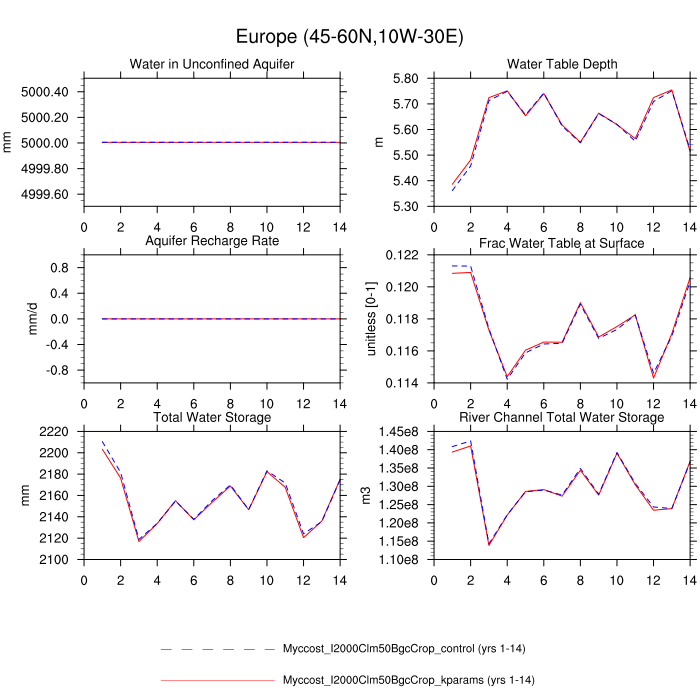 Europe (45-60N,10W-30E)
Water in Unconfined Aquifer
mm
5000.40
5000.20
5000.00
4999.80
4999.60
0 2 4 6 8 10 12 14
Water Table Depth
m
5.80
5.70
5.60
5.50
5.40
5.30
0 2 4 6 8 10 12 14
Aquifer Recharge Rate
mm/d
0.8
0.4
0.0
-0.4
-0.8
0 2 4 6 8 10 12 14
Frac Water Table at Surface
unitless [0-1]
0.122
0.120
0.118
0.116
0.114
0 2 4 6 8 10 12 14
Total Water Storage
mm
2220
2200
2180
2160
2140
2120
2100
0 2 4 6 8 10 12 14
River Channel Total Water Storage
m3
1.45e8
1.40e8
1.35e8
1.30e8
1.25e8
1.20e8
1.15e8
1.10e8
0 2 4 6 8 10 12 14
Myccost_I2000Clm50BgcCrop_control (yrs 1-14)
Myccost_I2000Clm50BgcCrop_kparams (yrs 1-14)